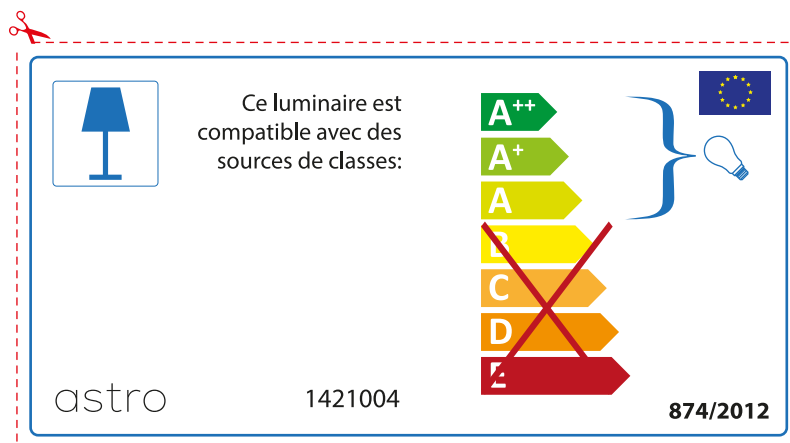 Ce luminaire est
compatible avec des
sources de classes:
A++
A+
A
B
C
D
E
astro
1421004
874/2012